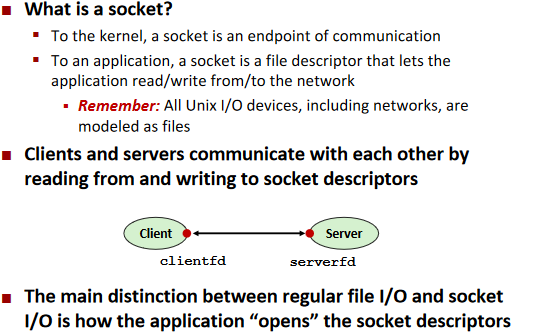 What is a socket?
To the kernel, a socket is an endpoint of communication
To an application, a socket is a file descriptor that lets the
application read/write from/to the network
Remember: All Unix I/O devices, including networks, are
modeled as files
Clients and servers communicate with each other by
reading from and writing to socket descriptors
Client
Server
clientfd
serverfd
The main distinction between regular file I/O and socket
I/O is how the application “opens” the socket descriptors